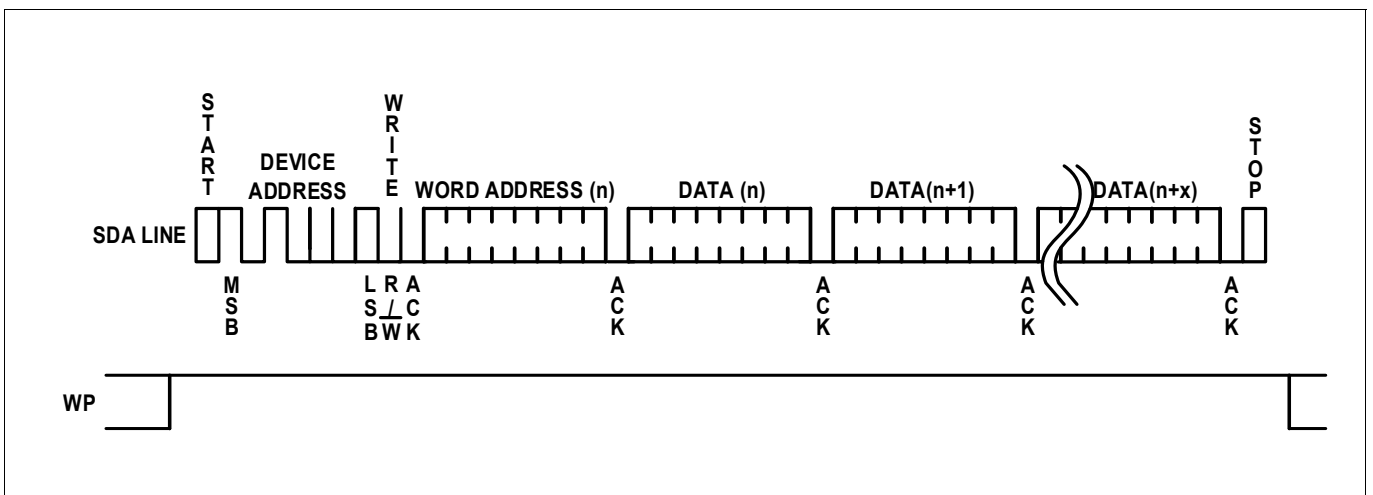 START
WRITE
STOP
DEVICE
ADDRESS
WORD ADDRESS (n)
DATA (n)
DATA(n+1)
DATA(n+x)
SDA LINE
MSB
LSB
R/W
ACK
ACK
ACK
ACK
ACK
WP